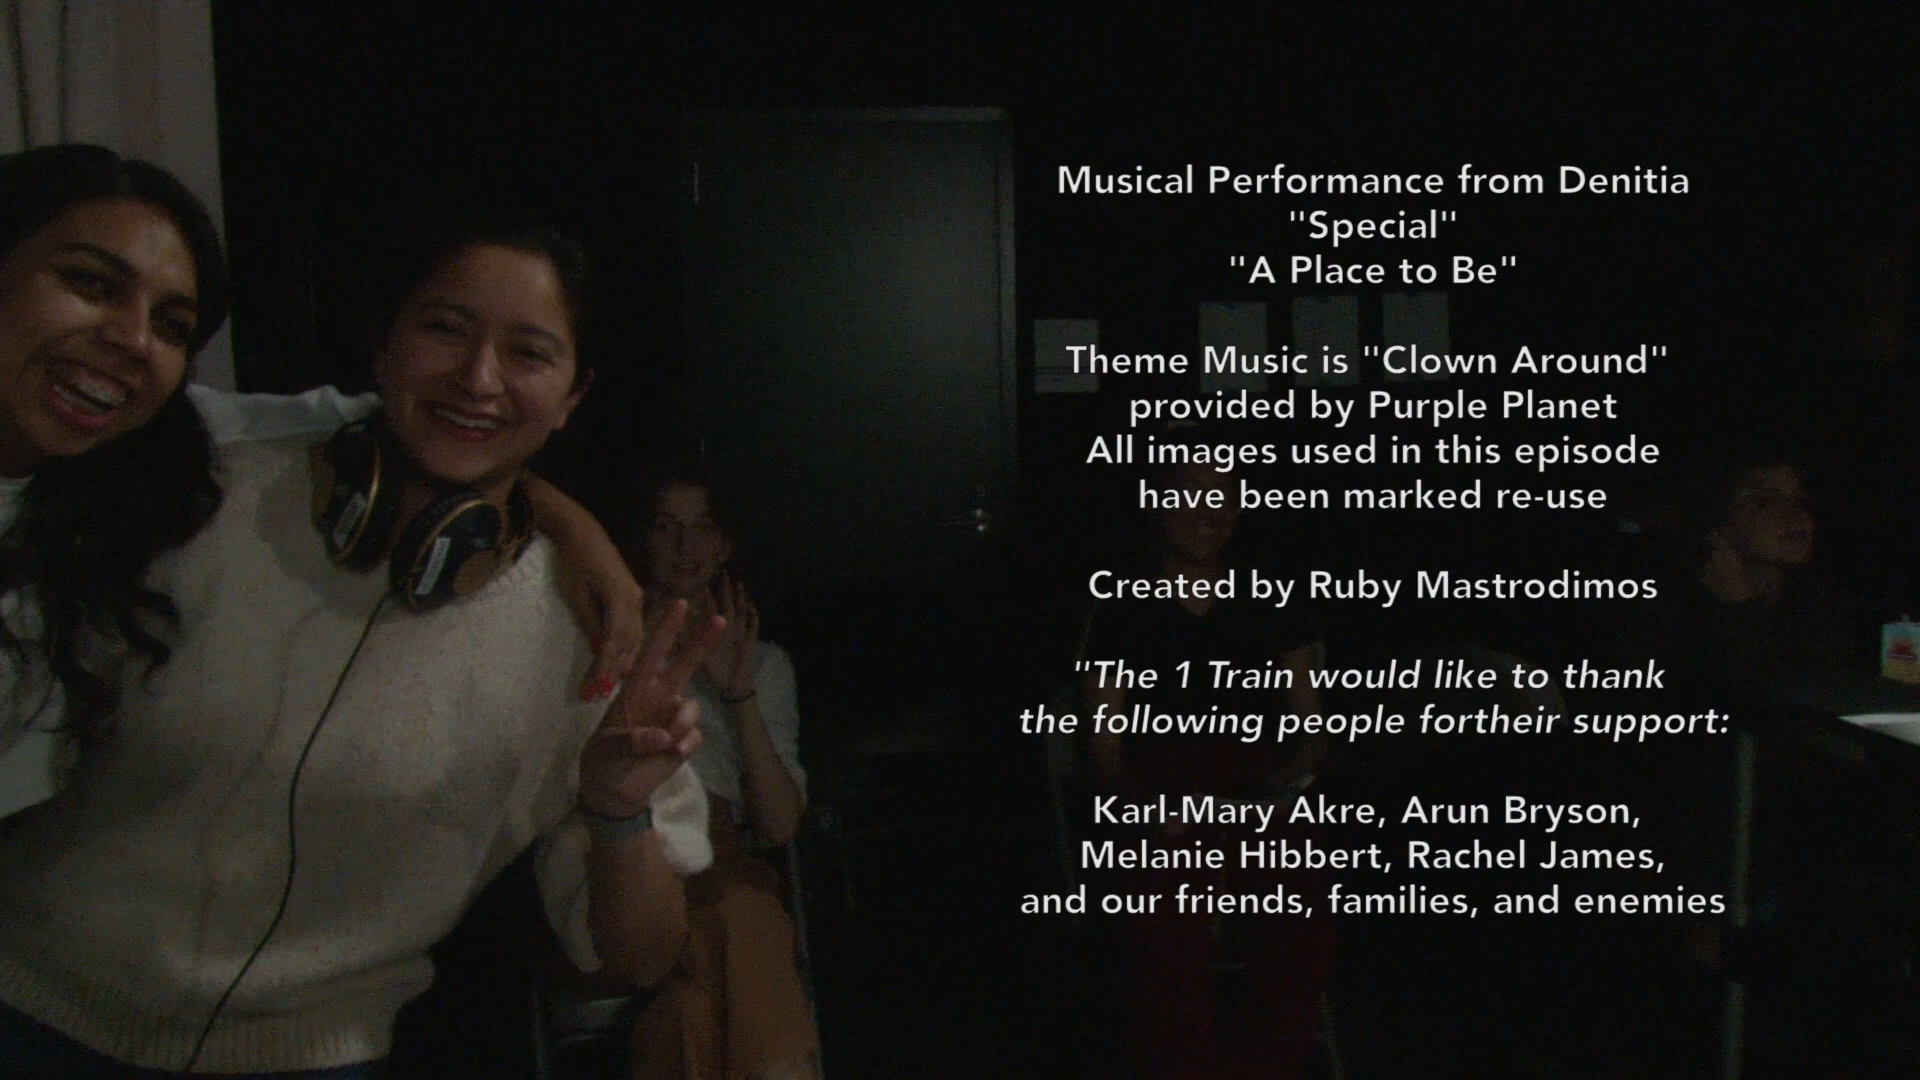 Musical Performance from Denitia
"Special"
"A Place to Be"
Theme Music is "Clown Around"
provided by Purple Planet
All images used in this episode
have been marked re-use
Created by Ruby Mastrodimos
"The 1 Train would like to thank
the following people fortheir support:
Karl-Mary Akre, Arun Bryson,
Melanie Hibbert, Rachel James,
and our friends, families, and enemies